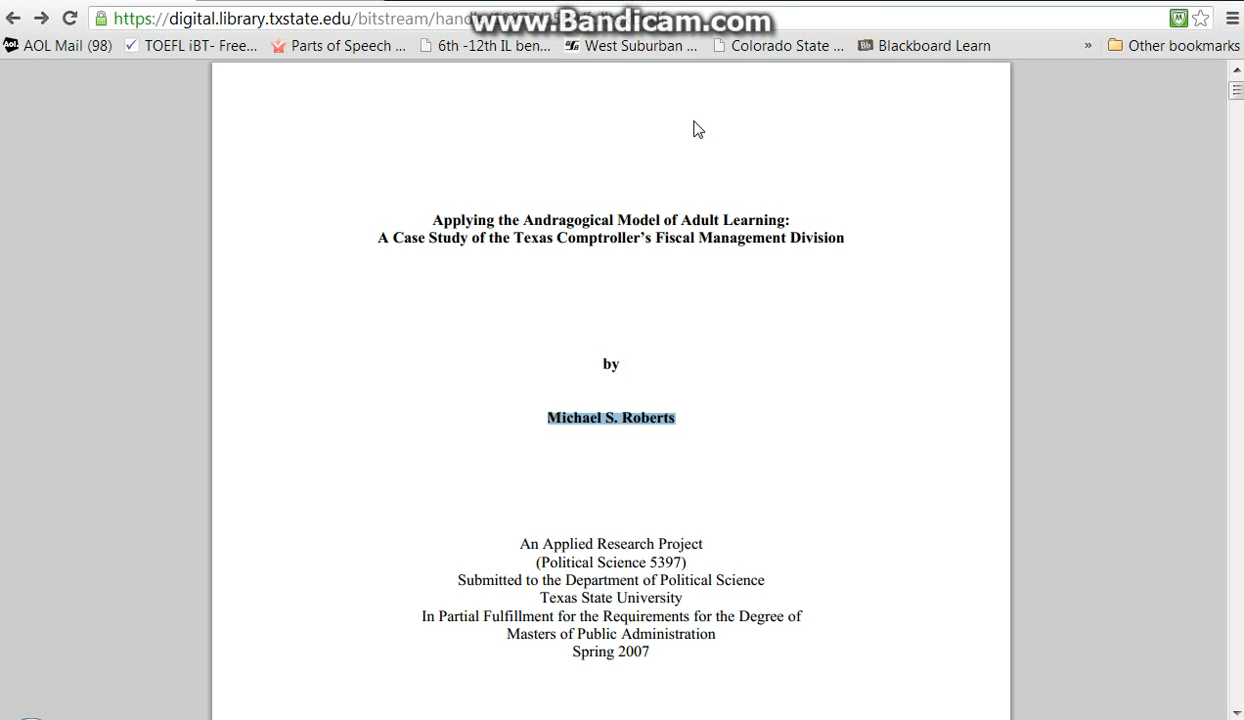 https://digital.library.txstate.edu/bitstream/hand
www.Bandicam.com
AOL Mail (98) TOEFL iBT- Free... Parts of Speech ... 6th -12th IL ben... West Suburban ... Colorado State ... Bb Blackboard Learn » Other bookmarks
Applying the Andragogical Model of Adult Learning:
A Case Study of the Texas Comptroller’s Fiscal Management Division
by
Michael S. Roberts
An Applied Research Project
(Political Science 5397)
Submitted to the Department of Political Science
Texas State University
In Partial Fulfillment for the Requirements for the Degree of
Masters of Public Administration
Spring 2007